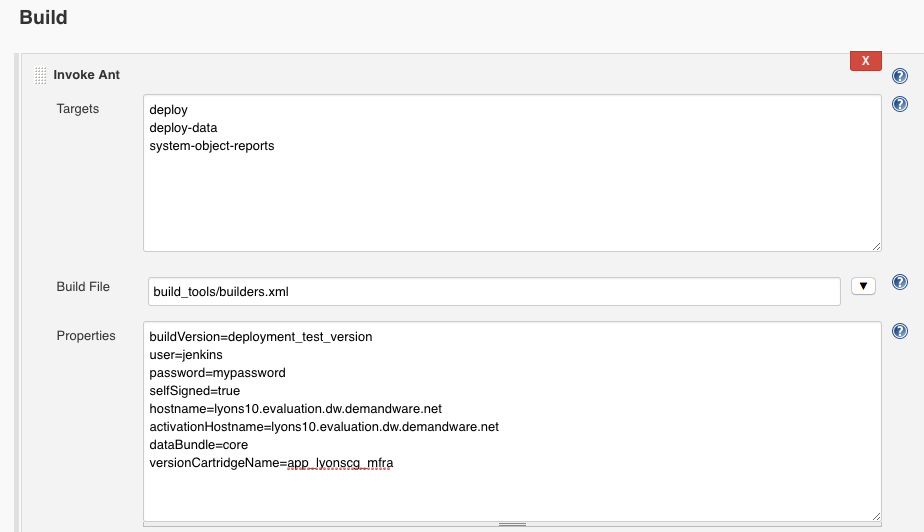 Build
Invoke Ant
X
?
Targets
deploy
deploy-data
system-object-reports
?
Build File
build_tools/builders.xml
▼
?
Properties
buildVersion=deployment_test_version
user=jenkins
password=mypassword
selfSigned=true
hostname=lyons10.evaluation.dw.demandware.net
activationHostname=lyons10.evaluation.dw.demandware.net
dataBundle=core
versionCartridgeName=app_lyonscg_mfra
?